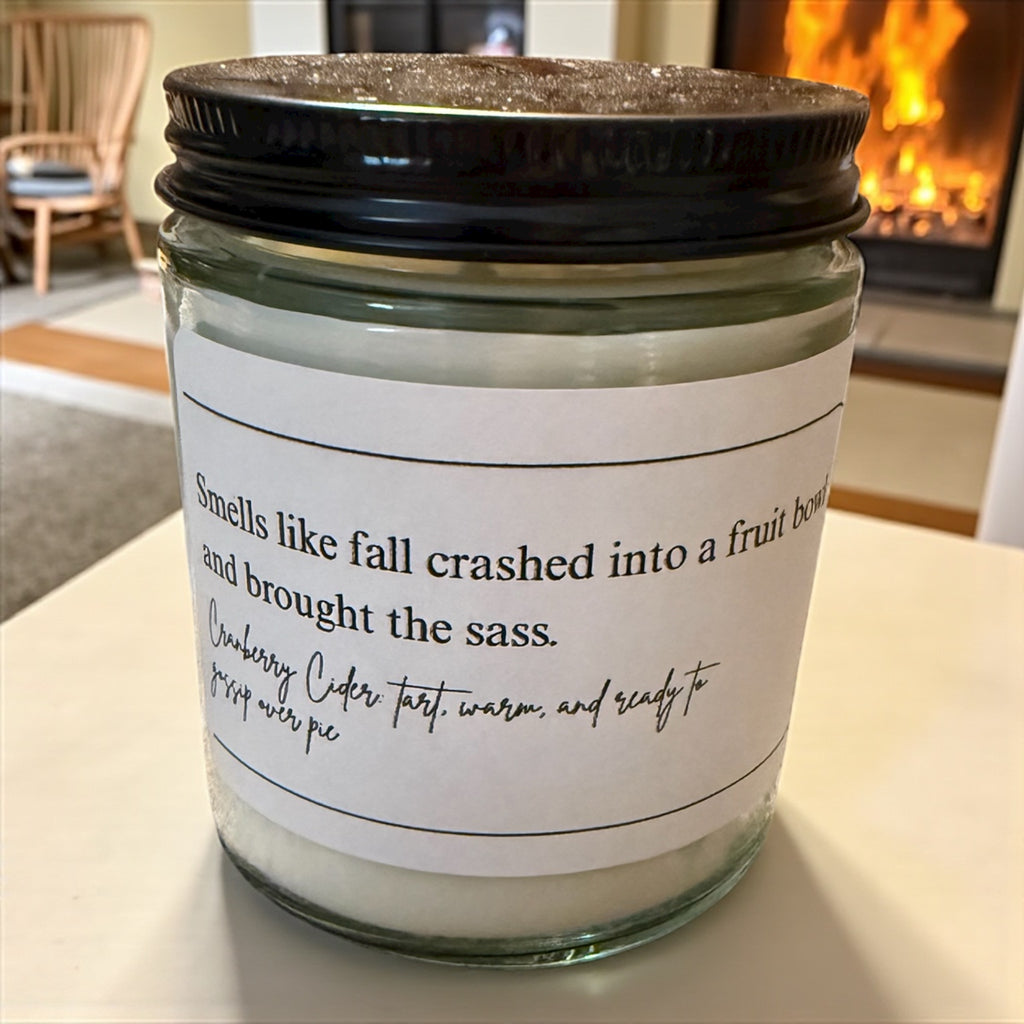 Smells like fall crashed into a fruit bowl
and brought the sass.
Cranberry Cider: tart, warm, and ready to
gossip over pie